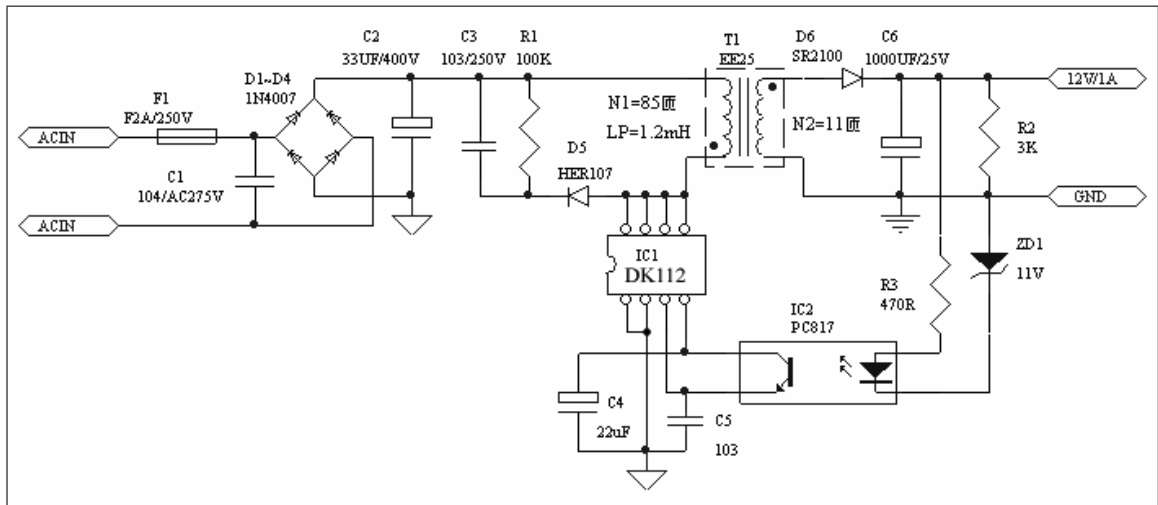 F1
F2A/250V
ACIN
ACIN
C1
104/AC275V
D1~D4
1N4007
C2
33UF/400V
C3
103/250V
R1
100K
D5
HER107
T1
EE25
N1=85匝
LP=1.2mH
N2=11匝
D6
SR2100
C6
1000UF/25V
12W/1A
R2
3K
GND
ZD1
11V
R3
470R
IC1
DK112
IC2
PC817
C4
22uF
C5
103